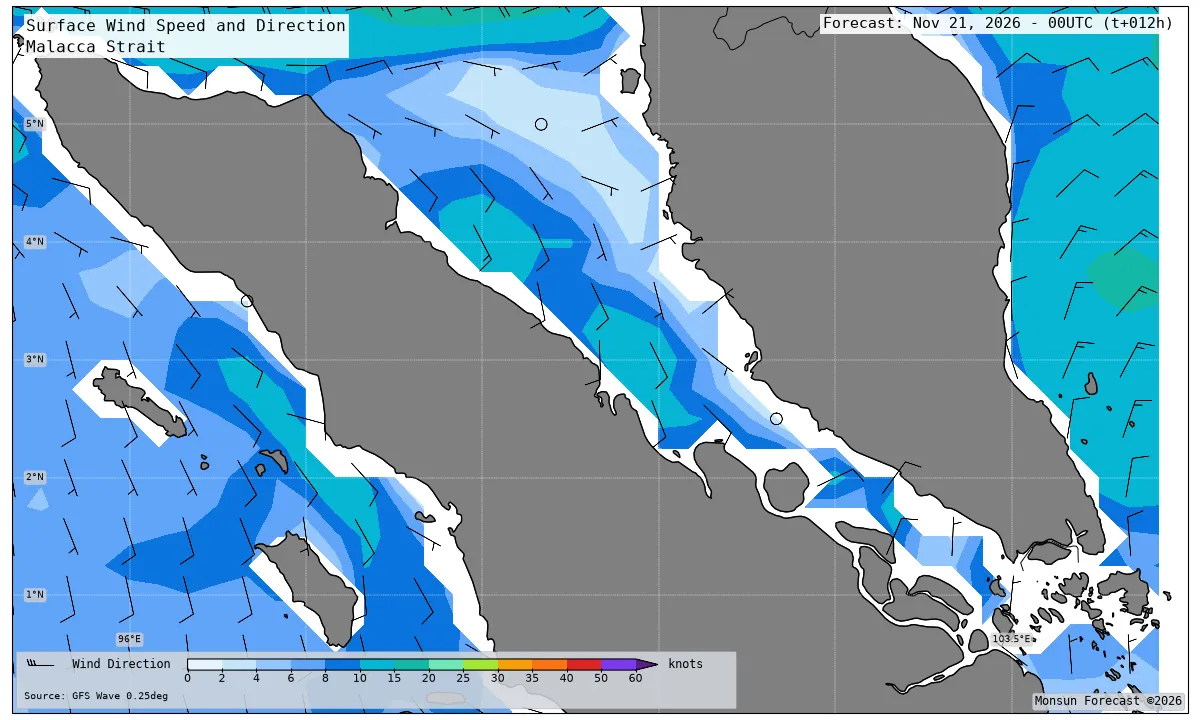 Surface Wind Speed and Direction
Malacca Strait
Forecast: Nov 21, 2026 - 00UTC (t+012h)
5°N
4°N
3°N
2°N
1°N
96°E
103.5°E
Wind Direction
0 2 4 6 8 10 15 20 25 30 35 40 50 60
knots
Source: GFS Wave 0.25deg
Monsun Forecast ©2026